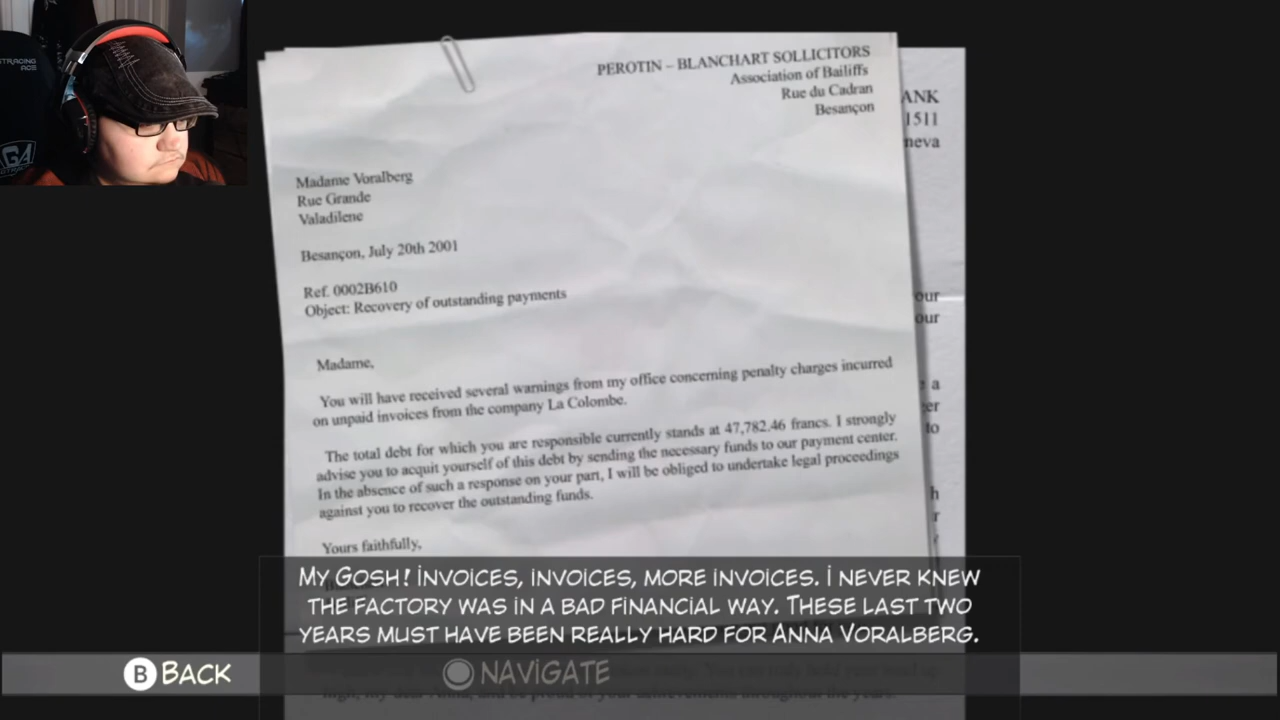 PEROTIN – BLANCHART SOLLICITORS
Association of Bailiffs
Rue du Cadran
Besançon
ANK
1511
neva
Madame Voralberg
Rue Grande
Valadilene
Besançon, July 20th 2001
Ref. 0002B610
Object: Recovery of outstanding payments
our
our
Madame,
You will have received several warnings from my office concerning penalty charges incurred
on unpaid invoices from the company La Colombe.
a
er
to
The total debt for which you are responsible currently stands at 47,782.46 francs. I strongly
advise you to acquit yourself of this debt by sending the necessary funds to our payment center.
In the absence of such a response on your part, I will be obliged to undertake legal proceedings
against you to recover the outstanding funds.
h
r
Yours faithfully,
MY GOSH! INVOICES, INVOICES, MORE INVOICES. I NEVER KNEW
THE FACTORY WAS IN A BAD FINANCIAL WAY. THESE LAST TWO
YEARS MUST HAVE BEEN REALLY HARD FOR ANNA VORALBERG.
B BACK
NAVIGATE